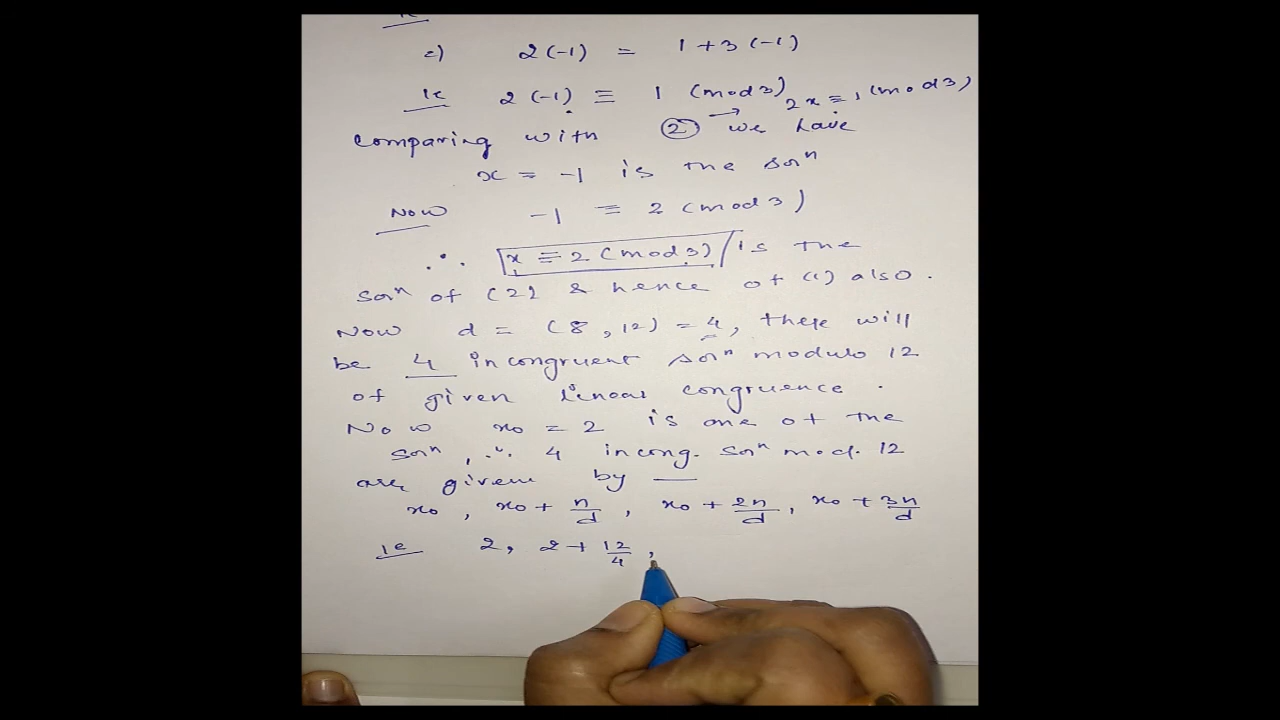 c) 2(-1) = 1+3(-1)
ie 2(-1) ≡ 1 (mod 3) 2x ≡ 1 (mod 3)
comparing with ② → we have
x = -1 is the solⁿ
Now -1 ≡ 2 (mod 3)
∴ x ≡ 2 (mod 3) is the
solⁿ of (2) & hence of (1) also.
Now d = (8, 12) = 4, there will
be 4 incongruent solⁿ modulo 12
of given linear congruence.
Now x₀ = 2 is one of the
solⁿ, ∴ 4 incong. solⁿ mod. 12
are given by —
x₀, x₀ + n/d, x₀ + 2n/d, x₀ + 3n/d
ie 2, 2 + 12/4,